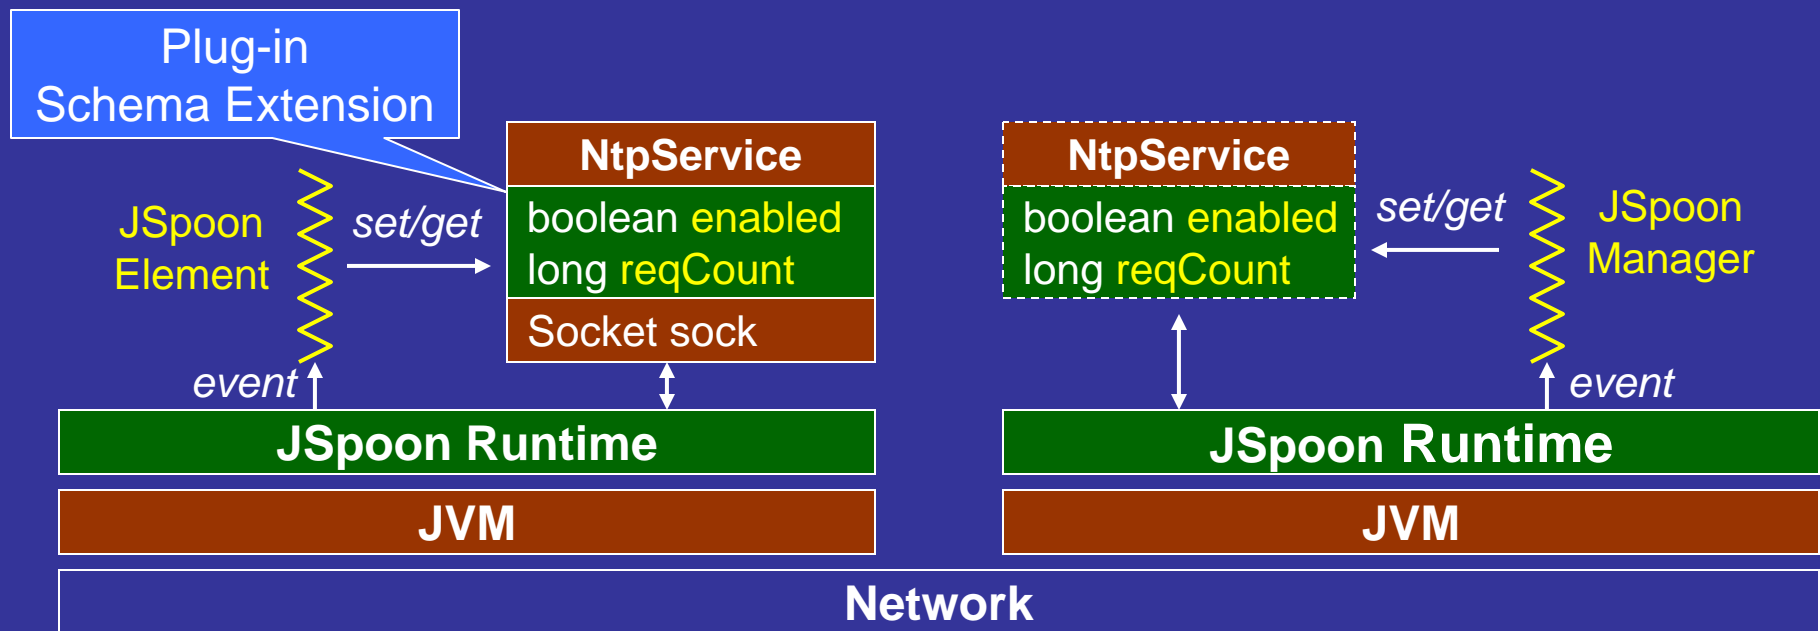 Plug-in
Schema Extension
NtpService
boolean enabled
long reqCount
Socket sock
JSpoon
Element
set/get
event
NtpService
boolean enabled
long reqCount
set/get
JSpoon
Manager
event
JSpoon Runtime
JSpoon Runtime
JVM
JVM
Network